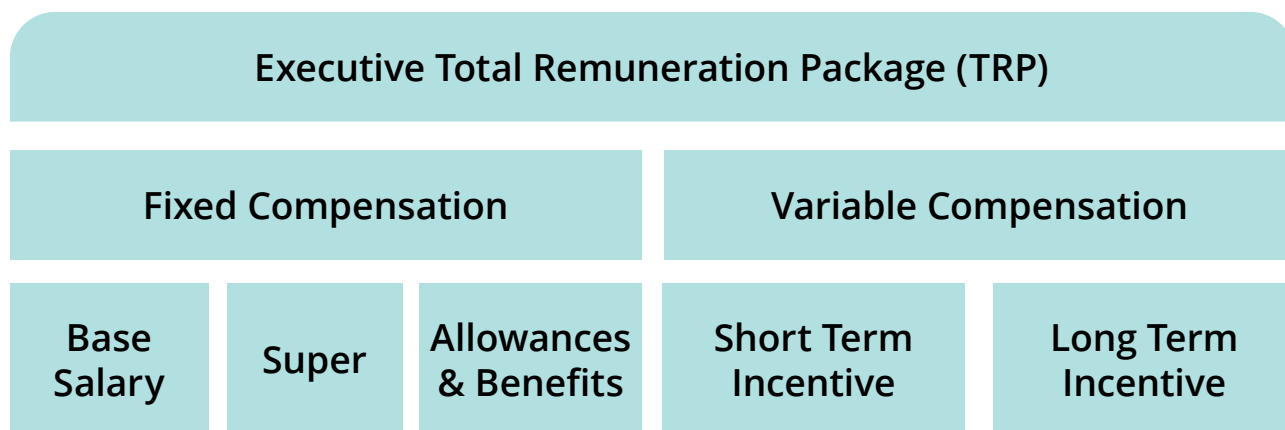 Executive Total Remuneration Package (TRP)
Fixed Compensation
Variable Compensation
Base
Salary
Super
Allowances
& Benefits
Short Term
Incentive
Long Term
Incentive